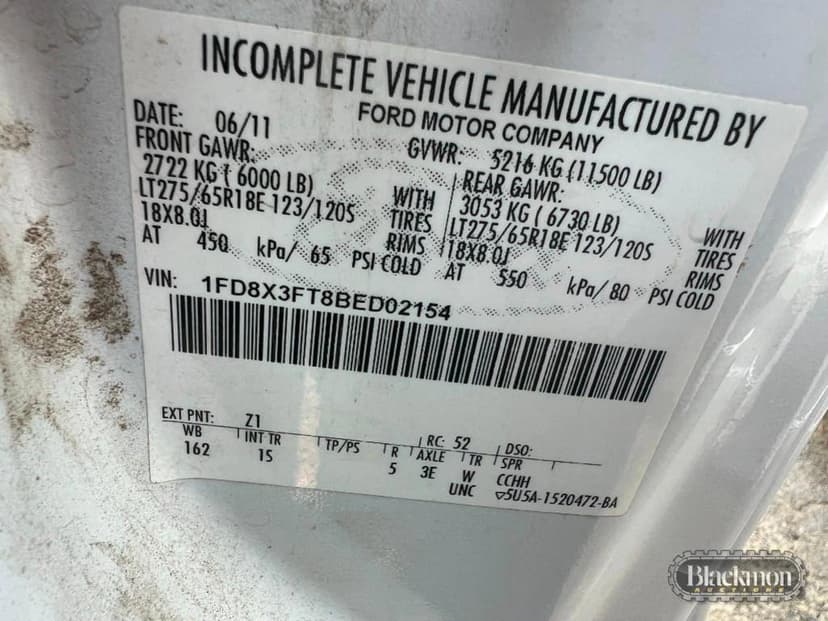 INCOMPLETE VEHICLE MANUFACTURED BY
FORD MOTOR COMPANY
DATE: 06/11
GVWR: 5216 KG (11500 LB)
FRONT GAWR:
2722 KG ( 6000 LB)
LT275/65R18E 123/120S
18X8.0J
WITH
TIRES
RIMS
AT 450 kPa/ 65 PSI COLD
REAR GAWR:
3053 KG ( 6730 LB)
LT275/65R18E 123/120S
18X8.0J
WITH
TIRES
RIMS
AT 550 kPa/ 80 PSI COLD
VIN: 1FD8X3FT8BED02154
EXT PNT: Z1
RC: 52
DSO:
WB
INT TR
TP/PS
R
AXLE
TR
SPR
162
15
5
3E
W
CCHH
UNC
▽5U5A-1520472-BA
Blackmon
AUCTIONS